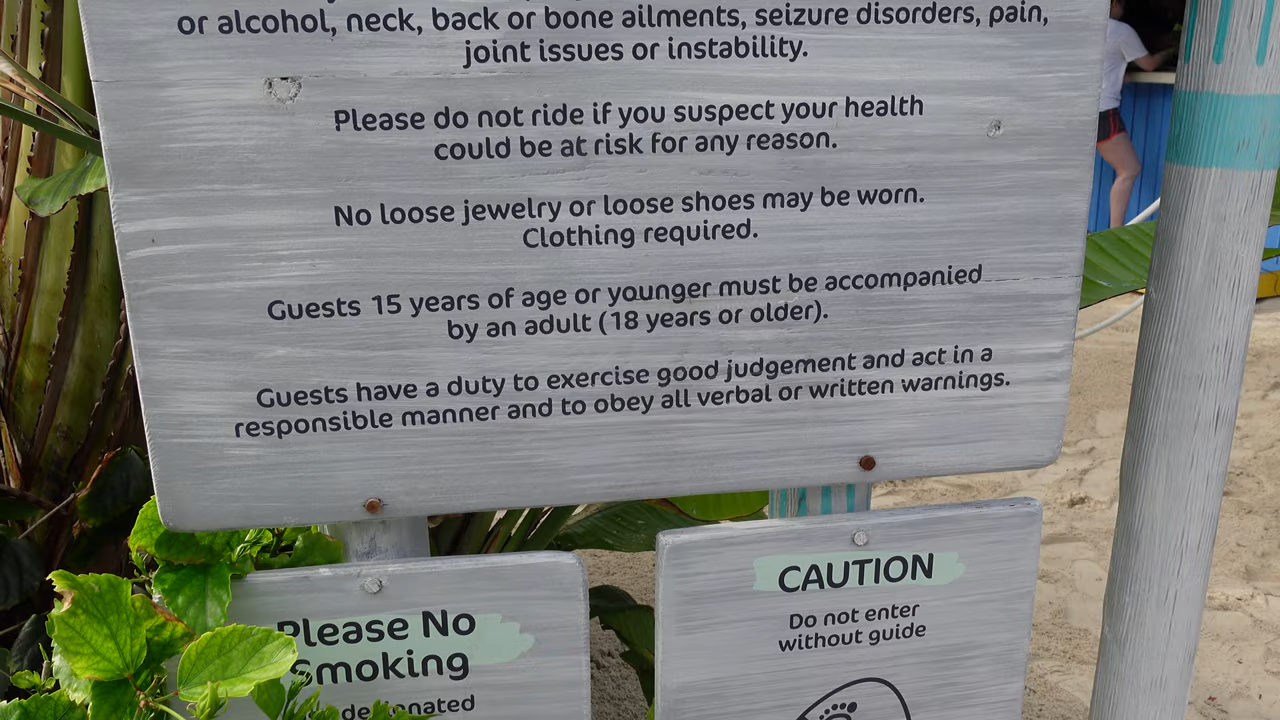 or alcohol, neck, back or bone ailments, seizure disorders, pain,
joint issues or instability.
Please do not ride if you suspect your health
could be at risk for any reason.
No loose jewelry or loose shoes may be worn.
Clothing required.
Guests 15 years of age or younger must be accompanied
by an adult (18 years or older).
Guests have a duty to exercise good judgement and act in a
responsible manner and to obey all verbal or written warnings.
Please No
Smoking
CAUTION
Do not enter
without guide